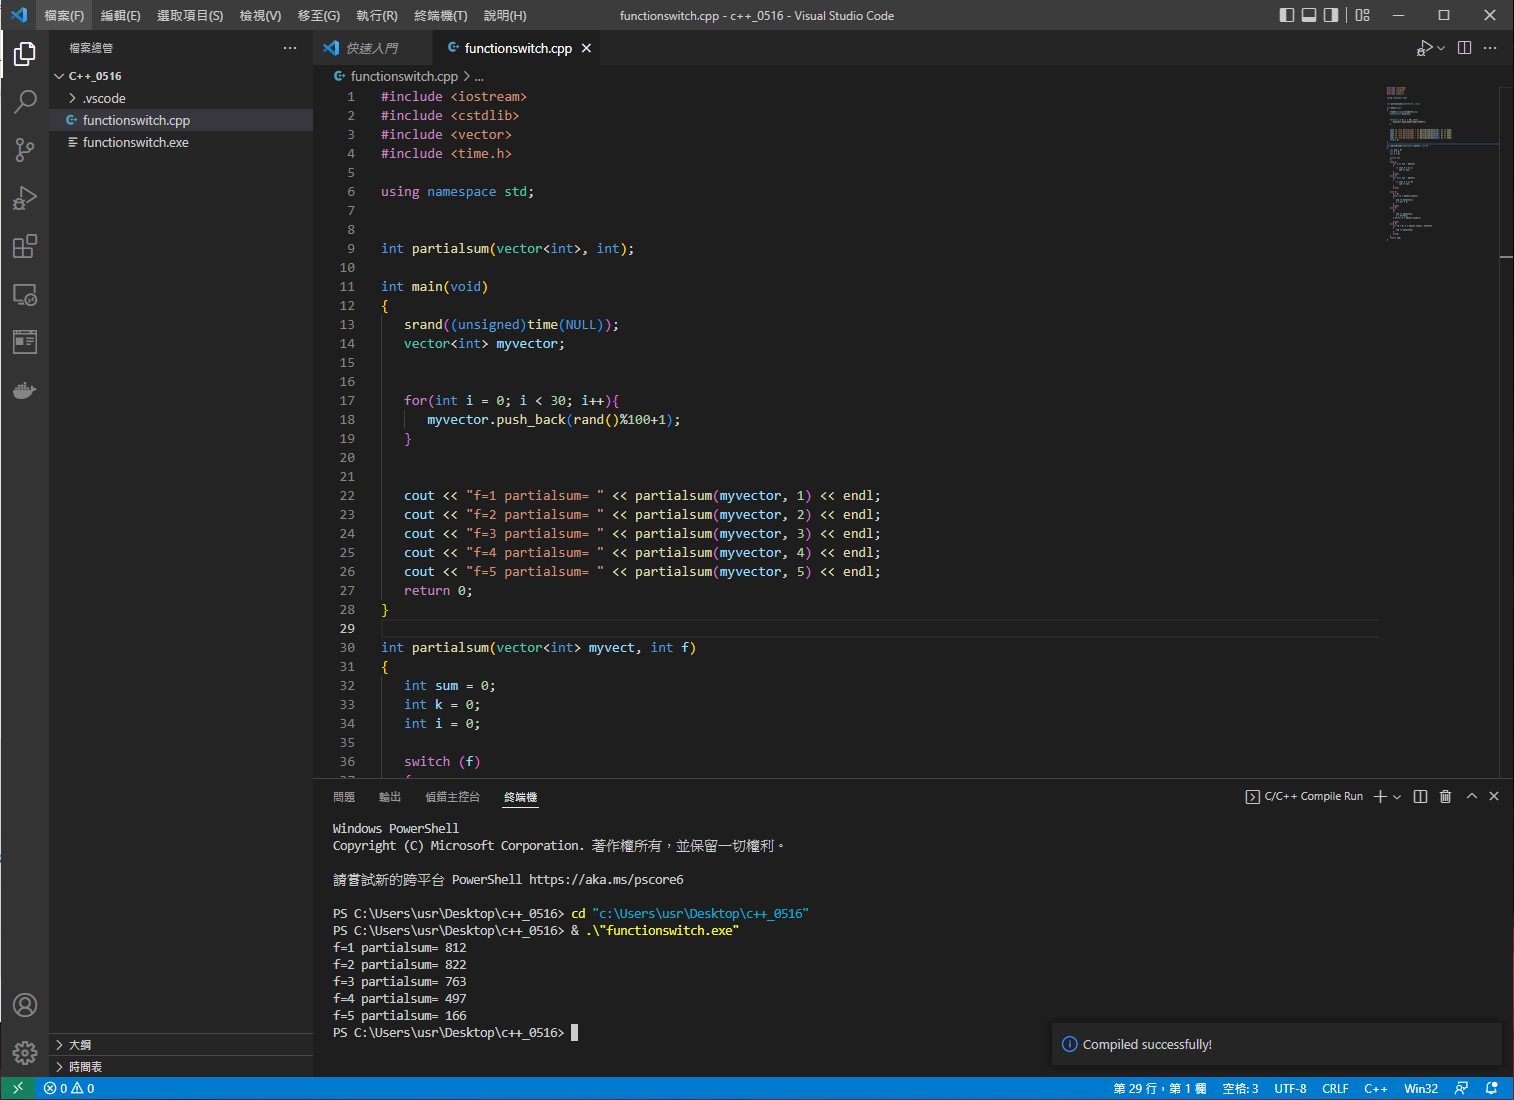 檔案(F) 編輯(E) 選取項目(S) 檢視(V) 移至(G) 執行(R) 終端機(T) 說明(H) functionswitch.cpp - c++_0516 - Visual Studio Code
檔案總管
快速入門
functionswitch.cpp
C++_0516
.vscode
functionswitch.cpp
functionswitch.exe
大綱
時間表
functionswitch.cpp > ...
1 #include <iostream>
2 #include <cstdlib>
3 #include <vector>
4 #include <time.h>
5
6 using namespace std;
7
8
9 int partialsum(vector<int>, int);
10
11 int main(void)
12 {
13 srand((unsigned)time(NULL));
14 vector<int> myvector;
15
16
17 for(int i = 0; i < 30; i++){
18 myvector.push_back(rand()%100+1);
19 }
20
21
22 cout << "f=1 partialsum= " << partialsum(myvector, 1) << endl;
23 cout << "f=2 partialsum= " << partialsum(myvector, 2) << endl;
24 cout << "f=3 partialsum= " << partialsum(myvector, 3) << endl;
25 cout << "f=4 partialsum= " << partialsum(myvector, 4) << endl;
26 cout << "f=5 partialsum= " << partialsum(myvector, 5) << endl;
27 return 0;
28 }
29
30 int partialsum(vector<int> myvect, int f)
31 {
32 int sum = 0;
33 int k = 0;
34 int i = 0;
35
36 switch (f)
問題 輸出 偵錯主控台 終端機 C/C++ Compile Run
Windows PowerShell
Copyright (C) Microsoft Corporation. 著作權所有，並保留一切權利。
請嘗試新的跨平台 PowerShell https://aka.ms/pscore6
PS C:\Users\usr\Desktop\c++_0516> cd "c:\Users\usr\Desktop\c++_0516"
PS C:\Users\usr\Desktop\c++_0516> & .\"functionswitch.exe"
f=1 partialsum= 812
f=2 partialsum= 822
f=3 partialsum= 763
f=4 partialsum= 497
f=5 partialsum= 166
PS C:\Users\usr\Desktop\c++_0516>
Compiled successfully!
0 0 第 29 行，第 1 欄 空格: 3 UTF-8 CRLF C++ Win32